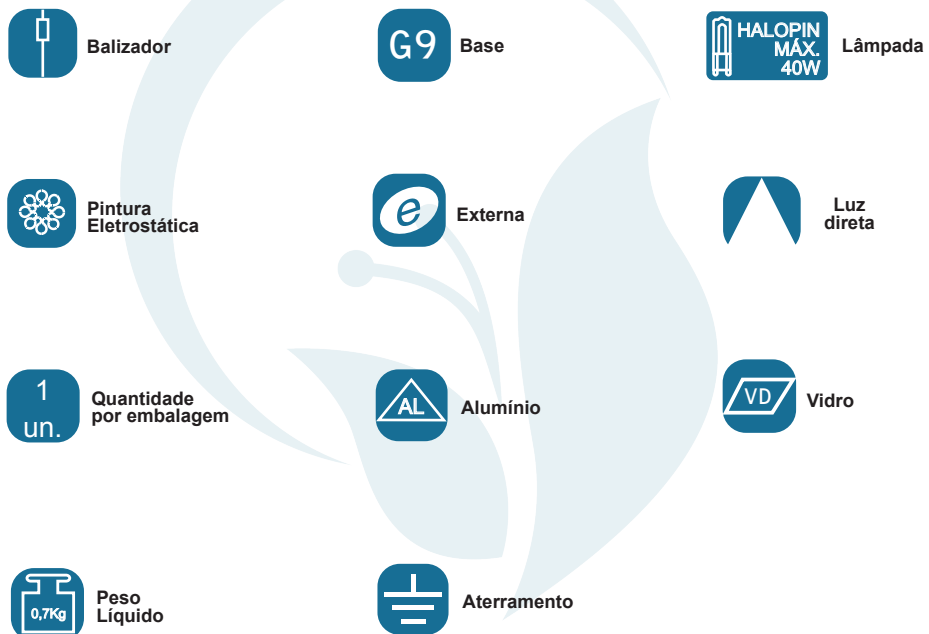 Balizador
G9
Base
HALOPIN
MÁX.
40W
Lâmpada
Pintura
Eletrostática
e
Externa
Luz
direta
1
un.
Quantidade
por embalagem
AL
Alumínio
VD
Vidro
0,7Kg
Peso
Líquido
Aterramento